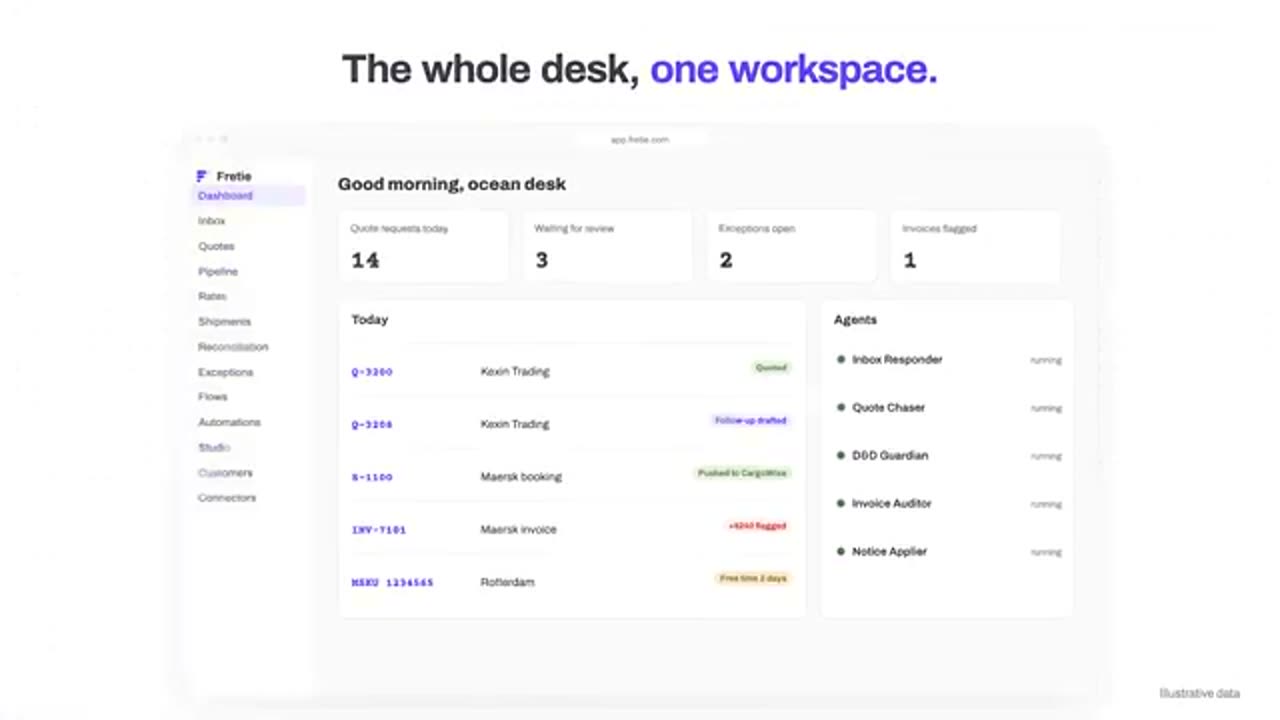 The whole desk, one workspace.
app.fretie.com
Fretie
Dashboard
Inbox
Quotes
Pipeline
Rates
Shipments
Reconciliation
Exceptions
Flows
Automations
Studio
Customers
Connectors
Good morning, ocean desk
Quote requests today
14
Waiting for review
3
Exceptions open
2
Invoices flagged
1
Today
Kexin Trading
Quoted
Kexin Trading
Follow-up drafted
S-1100
Maersk booking
Pushed to CargoWise
INV-7101
Maersk invoice
flagged
MSKU 1234565
Rotterdam
Free time 2 days
Agents
Inbox Responder
running
Quote Chaser
running
D&D Guardian
running
Invoice Auditor
running
Notice Applier
running
Illustrative data